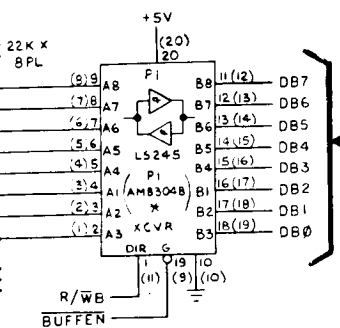 +5V
22K X
8PL
(20)
20
P1
(8) 9 A8 B8 11 (12) DB7
(7) 8 A7 B7 12 (13) DB6
(6) 7 A6 B6 13 (14) DB5
(5) 6 A5 B5 14 (15) DB4
LS245
(4) 5 A4 B4 15 (16) DB3
P1
(3) 4 A1 (AM8304B) B1 16 (17) DB2
*
(2) 3 A2 B2 17 (18) DB1
XCVR
(1) 2 A3 B3 18 (19) DBØ
DIR G
1 19 10
(11) (9) (10)
R/W̅B̅
B̅U̅F̅F̅E̅N̅